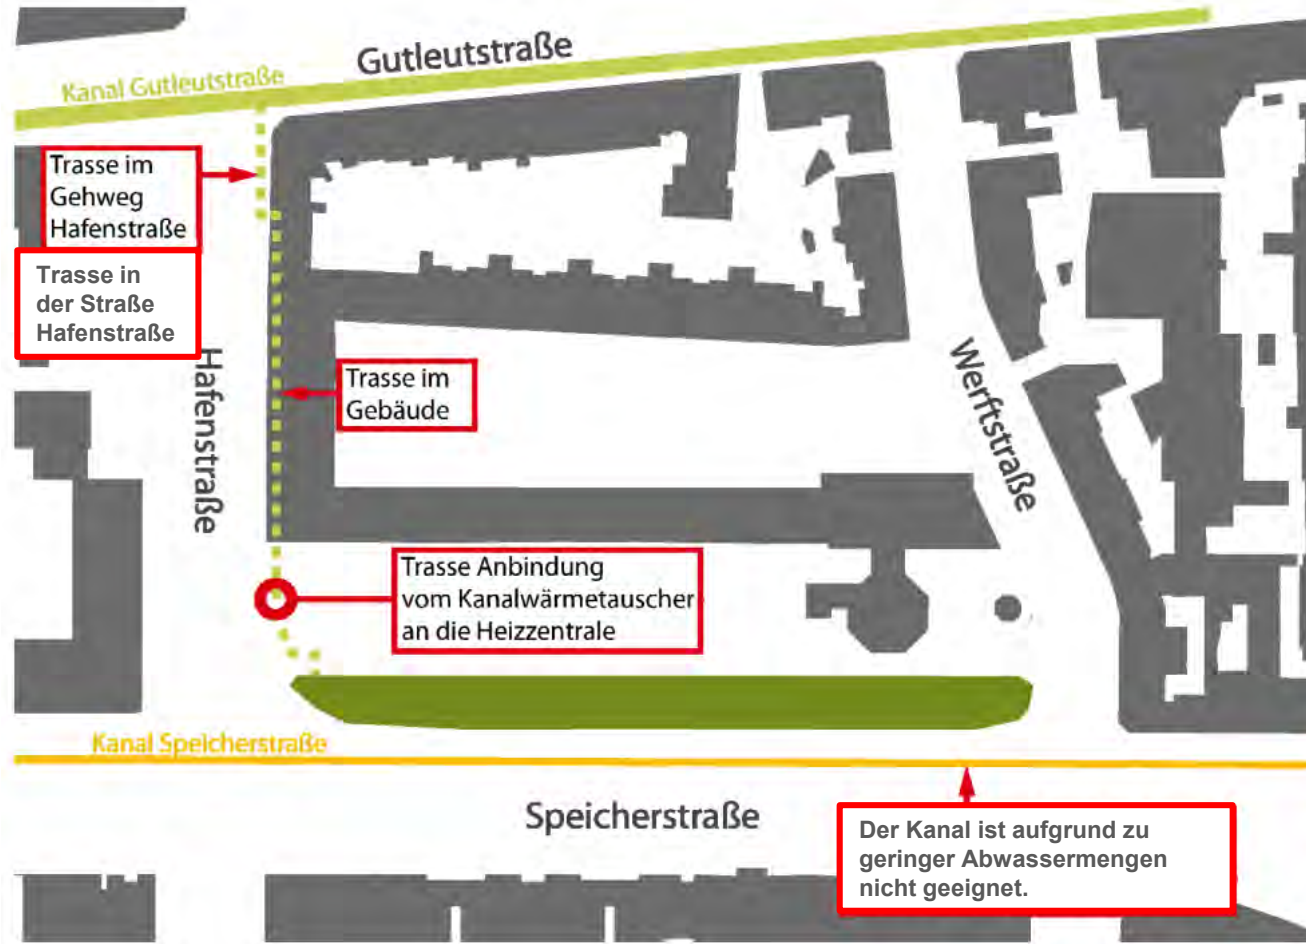 Gutleutstraße
Kanal Gutleutstraße
Trasse im
Gehweg
Hafenstraße
Trasse in
der Straße
Hafenstraße
Hafenstraße
Trasse im
Gebäude
Werftstraße
Trasse Anbindung
vom Kanalwärmetauscher
an die Heizzentrale
Kanal Speicherstraße
Speicherstraße
Der Kanal ist aufgrund zu
geringer Abwassermengen
nicht geeignet.